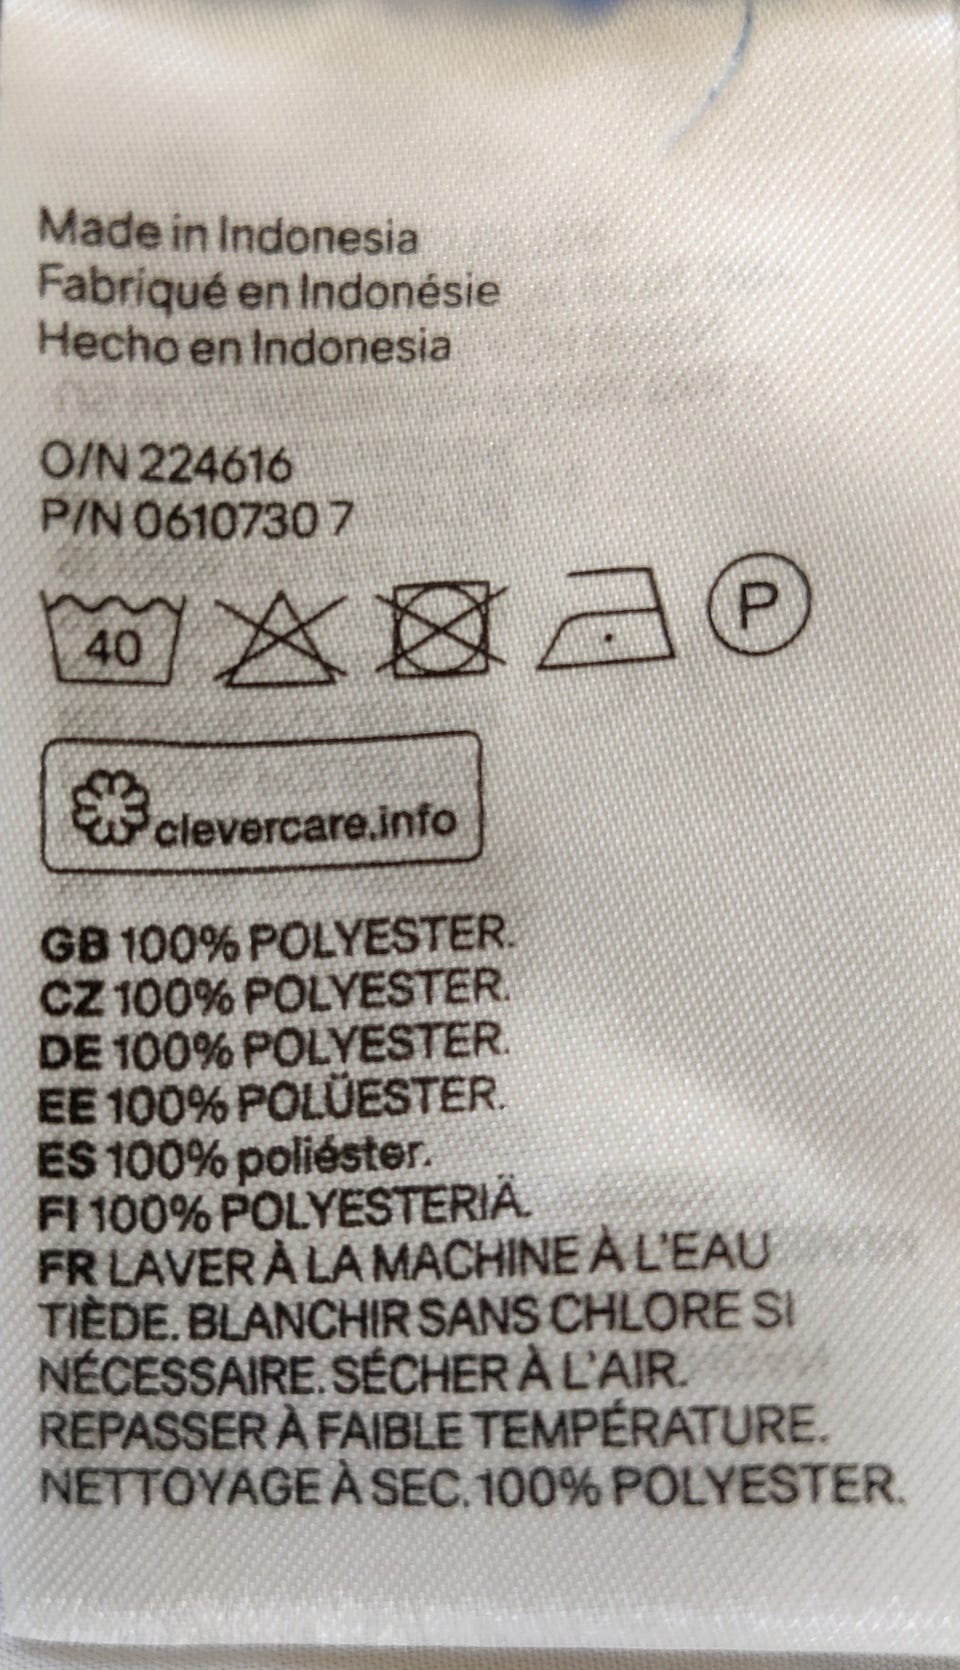 Made in Indonesia
Fabriqué en Indonésie
Hecho en Indonesia
O/N 224616
P/N 0610730 7
40
P
clevercare.info
GB 100% POLYESTER.
CZ 100% POLYESTER.
DE 100% POLYESTER.
EE 100% POLÜESTER.
ES 100% poliéster.
FI 100% POLYESTERIÄ.
FR LAVER À LA MACHINE À L'EAU
TIÈDE. BLANCHIR SANS CHLORE SI
NÉCESSAIRE. SÉCHER À L'AIR.
REPASSER À FAIBLE TEMPÉRATURE.
NETTOYAGE À SEC. 100% POLYESTER.